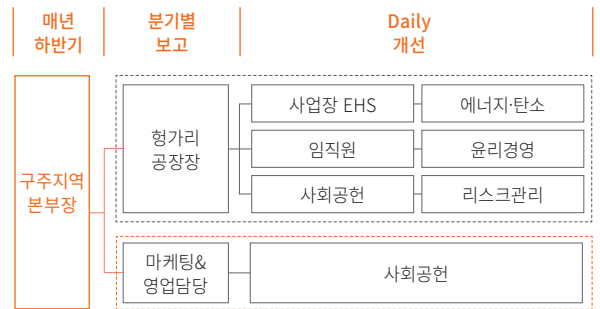 매년
하반기
분기별
보고
Daily
개선
구주지역
본부장
헝가리
공장장
사업장 EHS
에너지·탄소
임직원
윤리경영
사회공헌
리스크관리
마케팅&
영업담당
사회공헌